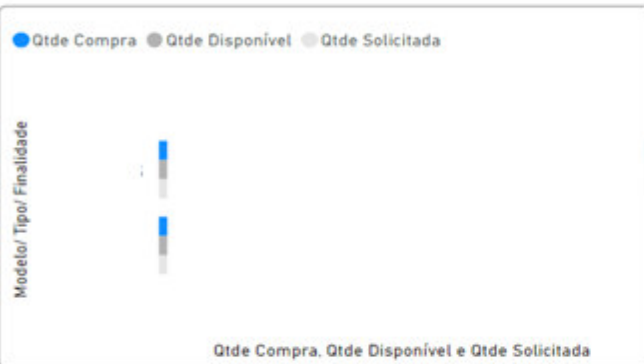 Qtde Compra Qtde Disponível Qtde Solicitada
Modelo/ Tipo/ Finalidade
Qtde Compra, Qtde Disponível e Qtde Solicitada